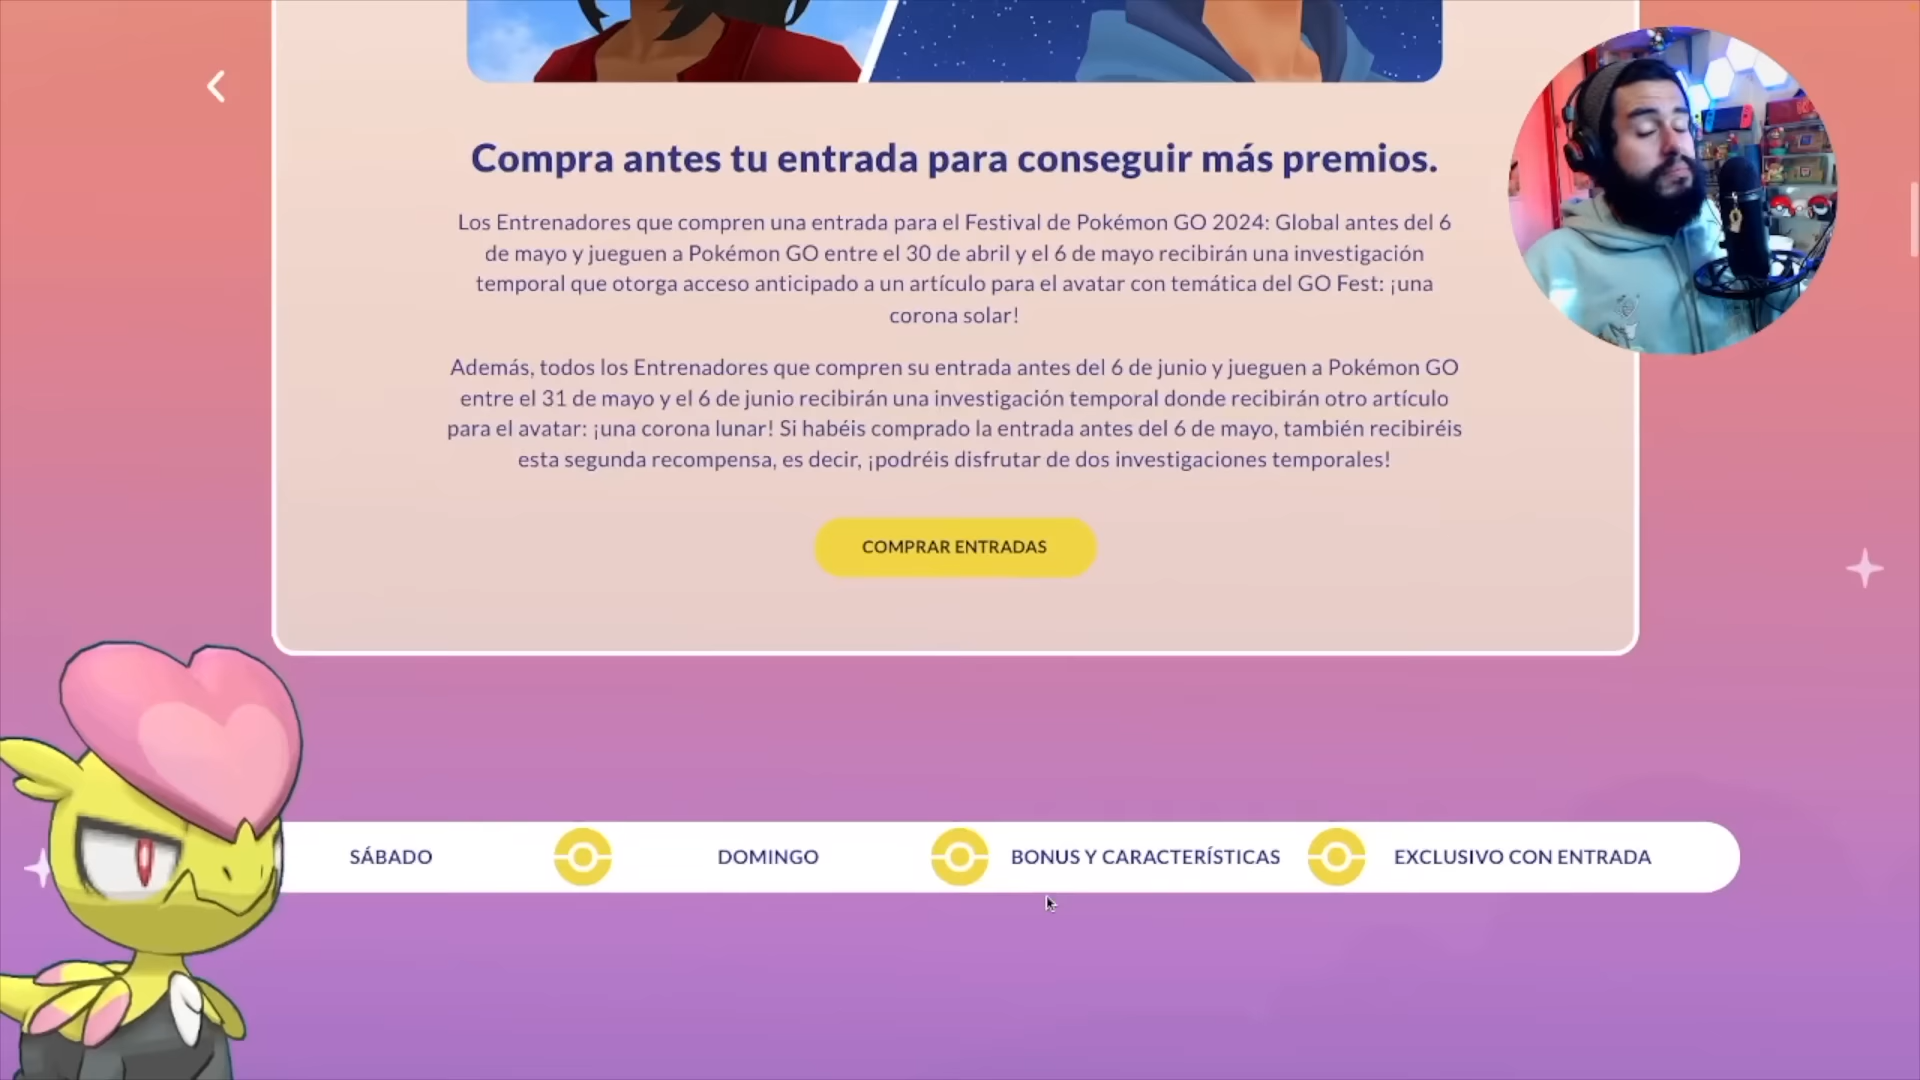 Compra antes tu entrada para conseguir más premios.
Los Entrenadores que compren una entrada para el Festival de Pokémon GO 2024: Global antes del 6
de mayo y jueguen a Pokémon GO entre el 30 de abril y el 6 de mayo recibirán una investigación
temporal que otorga acceso anticipado a un artículo para el avatar con temática del GO Fest: ¡una
corona solar!
Además, todos los Entrenadores que compren su entrada antes del 6 de junio y jueguen a Pokémon GO
entre el 31 de mayo y el 6 de junio recibirán una investigación temporal donde recibirán otro artículo
para el avatar: ¡una corona lunar! Si habéis comprado la entrada antes del 6 de mayo, también recibiréis
esta segunda recompensa, es decir, ¡podréis disfrutar de dos investigaciones temporales!
COMPRAR ENTRADAS
SÁBADO DOMINGO BONUS Y CARACTERÍSTICAS EXCLUSIVO CON ENTRADA